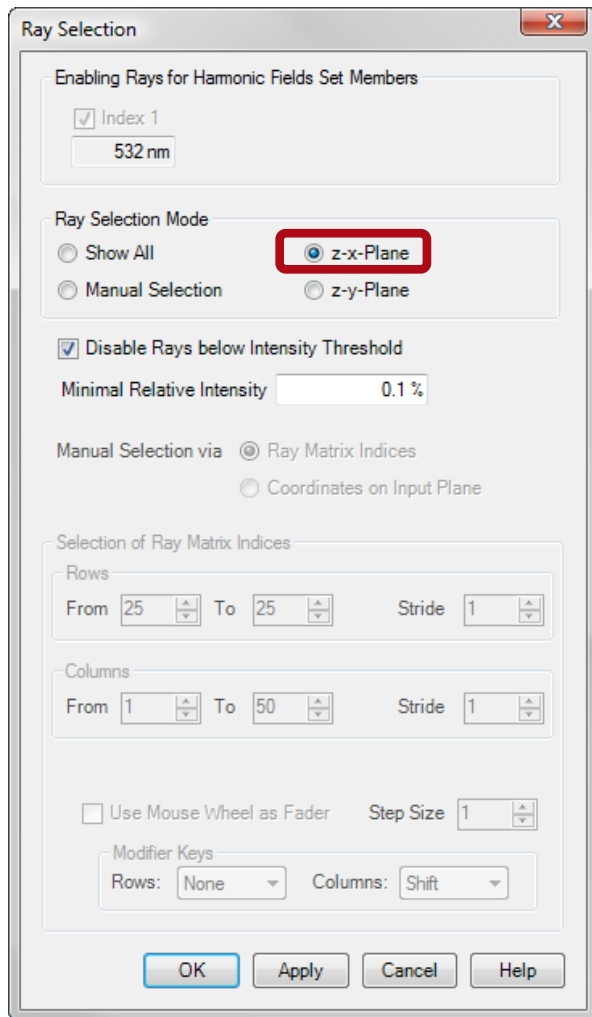 Ray Selection
Enabling Rays for Harmonic Fields Set Members
Index 1
532 nm
Ray Selection Mode
Show All z-x-Plane
Manual Selection z-y-Plane
Disable Rays below Intensity Threshold
Minimal Relative Intensity 0.1 %
Manual Selection via Ray Matrix Indices
Coordinates on Input Plane
Selection of Ray Matrix Indices
Rows
From 25 To 25 Stride 1
Columns
From 1 To 50 Stride 1
Use Mouse Wheel as Fader Step Size 1
Modifier Keys
Rows: None Columns: Shift
OK Apply Cancel Help